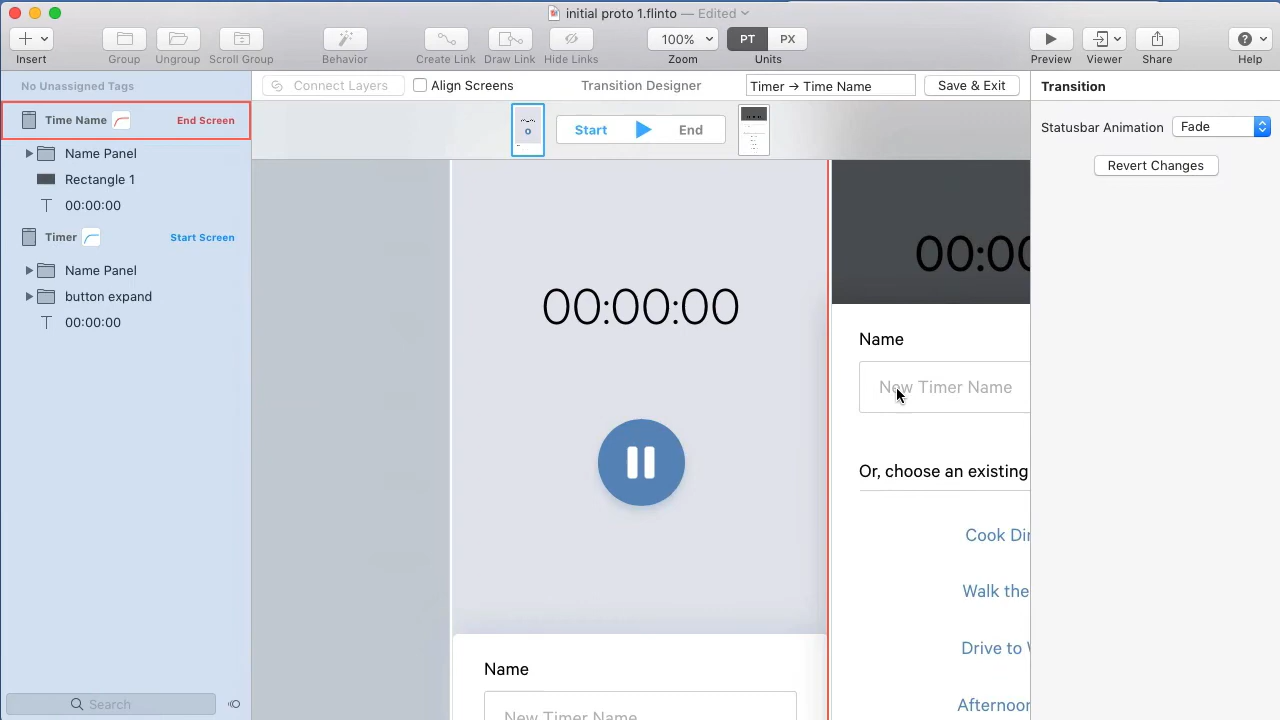 initial proto 1.flinto — Edited
100%
PT
PX
Insert
Group
Ungroup
Scroll Group
Behavior
Create Link
Draw Link
Hide Links
Zoom
Units
Preview
Viewer
Share
Help
No Unassigned Tags
Connect Layers
Align Screens
Transition Designer
Timer → Time Name
Save & Exit
Transition
Time Name
End Screen
Start
End
Statusbar Animation
Fade
Name Panel
Revert Changes
Rectangle 1
00:00:00
Timer
Start Screen
Name Panel
button expand
00:00:00
00:00:00
00:00
Name
New Timer Name
Or, choose an existing
Cook Din
Walk the
Drive to W
Afternoon
Name
New Timer Name
Search